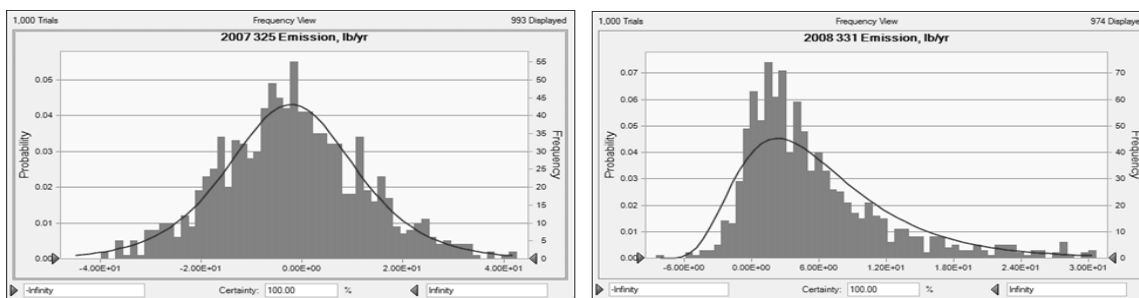 1,000 Trials Frequency View 993 Displayed
2007 325 Emission, lb/yr
0.05
0.04
0.03
0.02
0.01
0.00
Probability
55
50
45
40
35
30
25
20
15
10
5
0
Frequency
-4.00E+01 -2.00E+01 0.00E+00 2.00E+01 4.00E+01
-Infinity Certainty: 100.00 % Infinity
1,000 Trials Frequency View 974 Displayed
2008 331 Emission, lb/yr
0.07
0.06
0.05
0.04
0.03
0.02
0.01
0.00
Probability
70
60
50
40
30
20
10
0
Frequency
-6.00E+00 0.00E+00 6.00E+00 1.20E+01 1.80E+01 2.40E+01 3.00E+01
-Infinity Certainty: 100.00 % Infinity